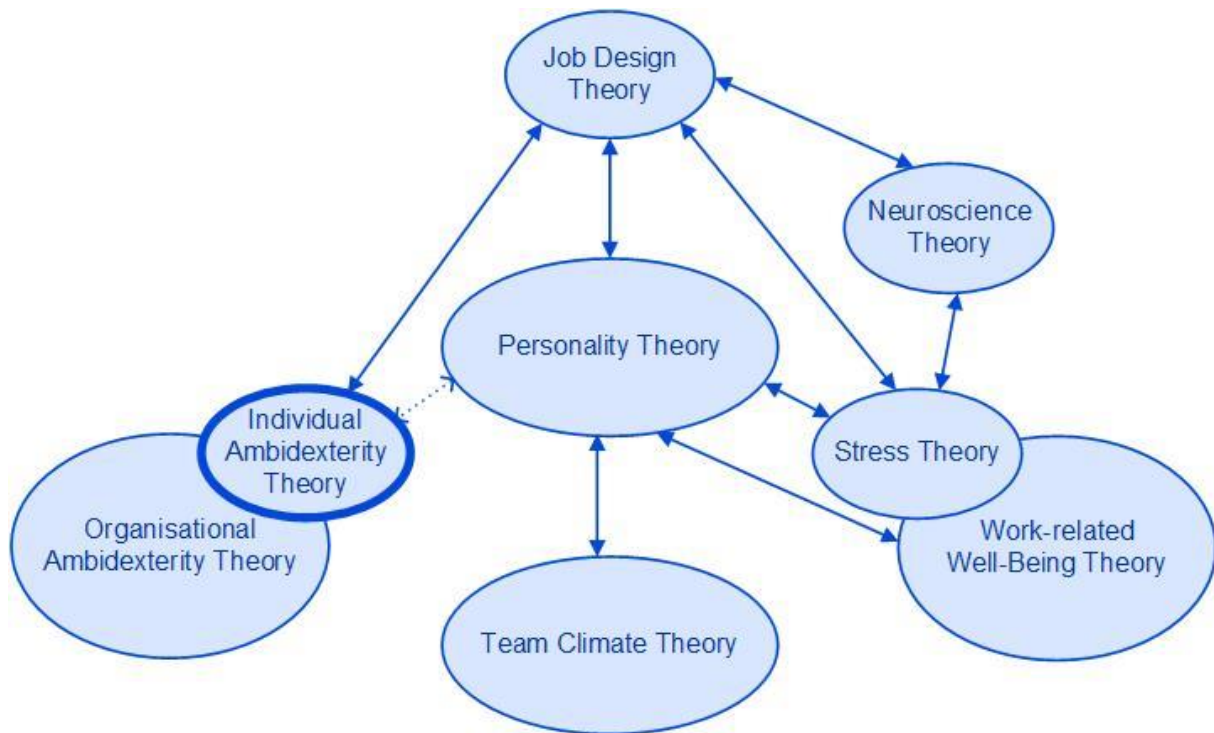 Job Design
Theory
Neuroscience
Theory
Personality Theory
Individual
Ambidexterity
Theory
Stress Theory
Organisational
Ambidexterity Theory
Work-related
Well-Being Theory
Team Climate Theory